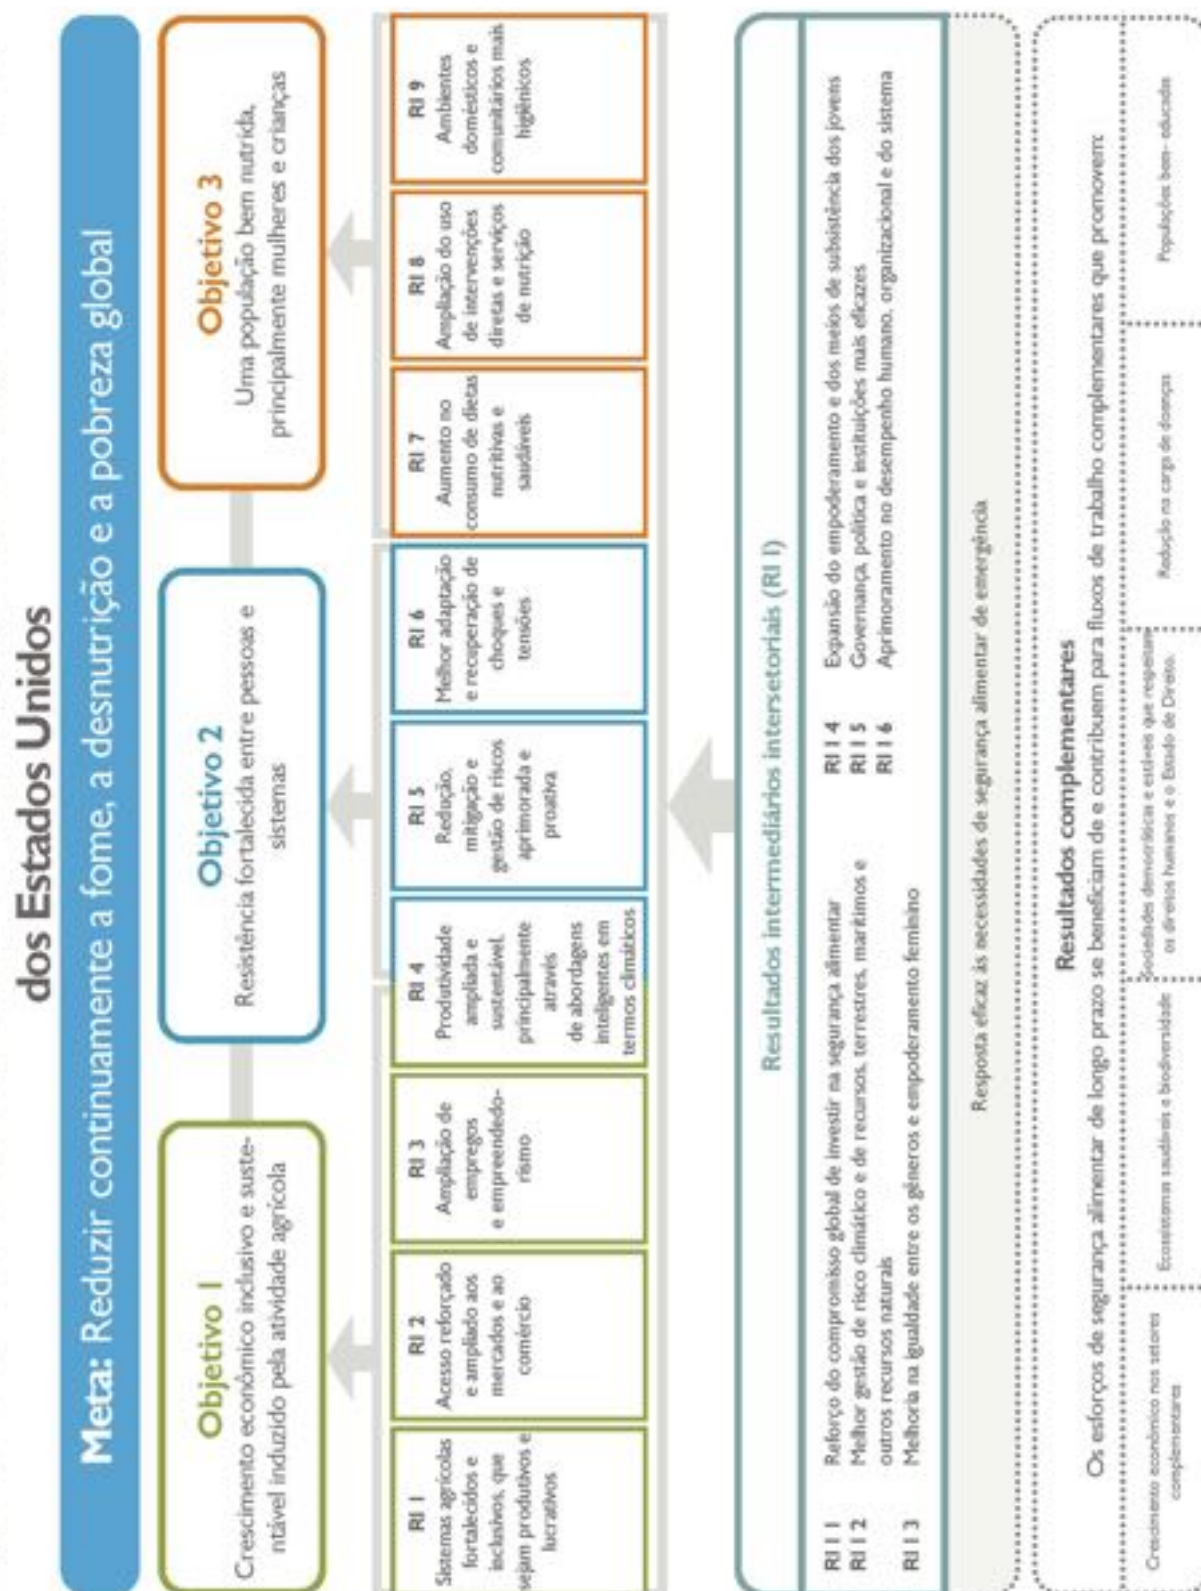 dos Estados Unidos
Meta: Reduzir continuamente a fome, a desnutrição e a pobreza global
Objetivo 1
Crescimento econômico inclusivo e suste-
ntável induzido pela atividade agrícola
Objetivo 2
Resistência fortalecida entre pessoas e
sistemas
Objetivo 3
Uma população bem nutrida,
principalmente mulheres e crianças
RI 1
Sistemas agrícolas
fortalecidos e
inclusivos, que
sejam produtivos e
lucrativos
RI 2
Acesso reforçado
e ampliado aos
mercados e ao
comércio
RI 3
Ampliação de
empregos
e empreendedo-
rismo
RI 4
Produtividade
ampliada e
sustentável,
principalmente
através
de abordagens
inteligentes em
termos climáticos
RI 5
Redução,
mitigação e
gestão de riscos
aprimorada e
proativa
RI 6
Melhor adaptação
e recuperação de
choques e
tensões
RI 7
Aumento no
consumo de dietas
nutritivas e
saudáveis
RI 8
Ampliação do uso
de intervenções
diretas e serviços
de nutrição
RI 9
Ambientes
domésticos e
comunitários mais
higiênicos
Resultados intermediários intersetoriais (RI I)
RI I 1 Reforço do compromisso global de investir na segurança alimentar
RI I 2 Melhor gestão de risco climático e de recursos, terrestres, marítimos e
outros recursos naturais
RI I 3 Melhoria na igualdade entre os gêneros e empoderamento feminino
RI I 4 Expansão do empoderamento e dos meios de subsistência dos jovens
RI I 5 Governança, política e instituições mais eficazes
RI I 6 Aprimoramento no desempenho humano, organizacional e do sistema
Resposta eficaz às necessidades de segurança alimentar de emergência
Resultados complementares
Os esforços de segurança alimentar de longo prazo se beneficiam de e contribuem para fluxos de trabalho complementares que promovem:
Crescimento econômico nos setores
complementares
Ecossistemas saudáveis e biodiversidade
Sociedades democráticas e estáveis que respeitam
os direitos humanos e o Estado de Direito.
Redução na carga de doenças
Populações bem- educadas